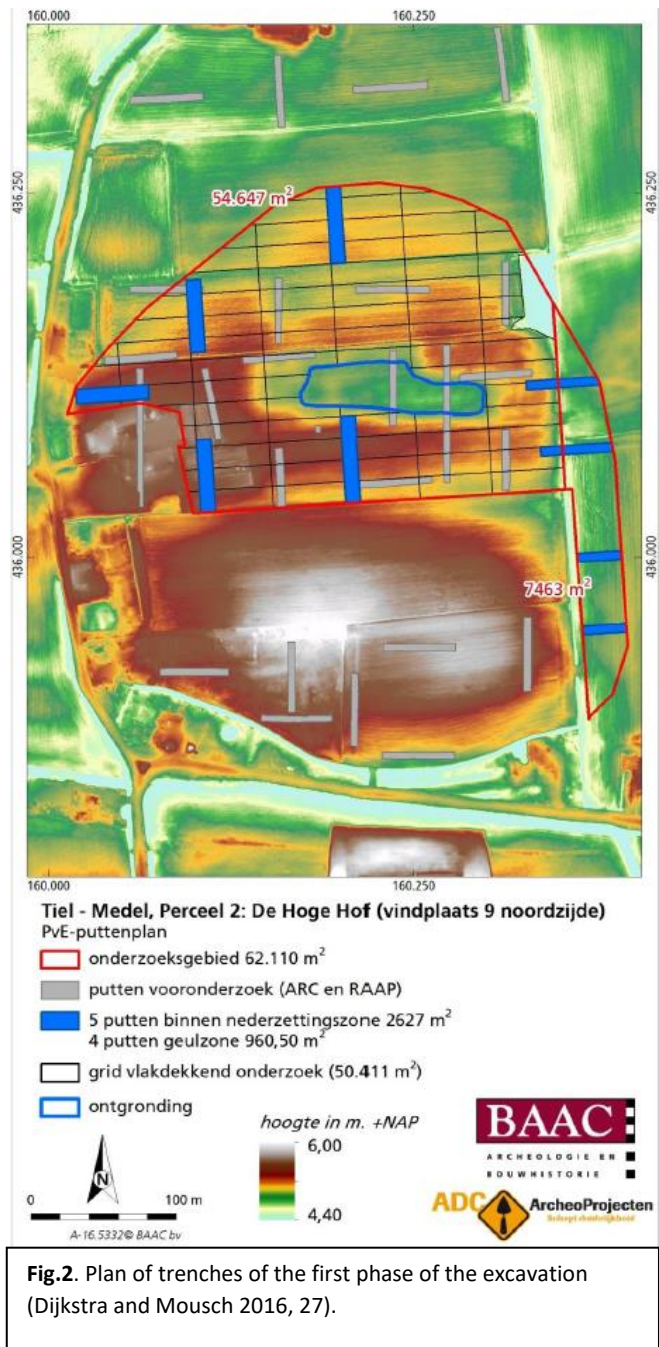 160.000
160.250
436.250
436.250
54.647 m²
436.000
436.000
7463 m²
160.000
160.250
Tiel - Medel, Perceel 2: De Hoge Hof (vindplaats 9 noordzijde)
PvE-puttenplan
onderzoeksgebied 62.110 m²
putten vooronderzoek (ARC en RAAP)
5 putten binnen nederzettingszone 2627 m²
4 putten geulzone 960,50 m²
grid vlakdekkend onderzoek (50.411 m²)
ontgronding
hoogte in m. +NAP
6,00
4,40
N
0 100 m
A-16.5332© BAAC bv
BAAC
ARCHEOLOGIE EN
BOUWHISTORIE
ADC ArcheoProjecten
Fig.2. Plan of trenches of the first phase of the excavation
(Dijkstra and Mousch 2016, 27).